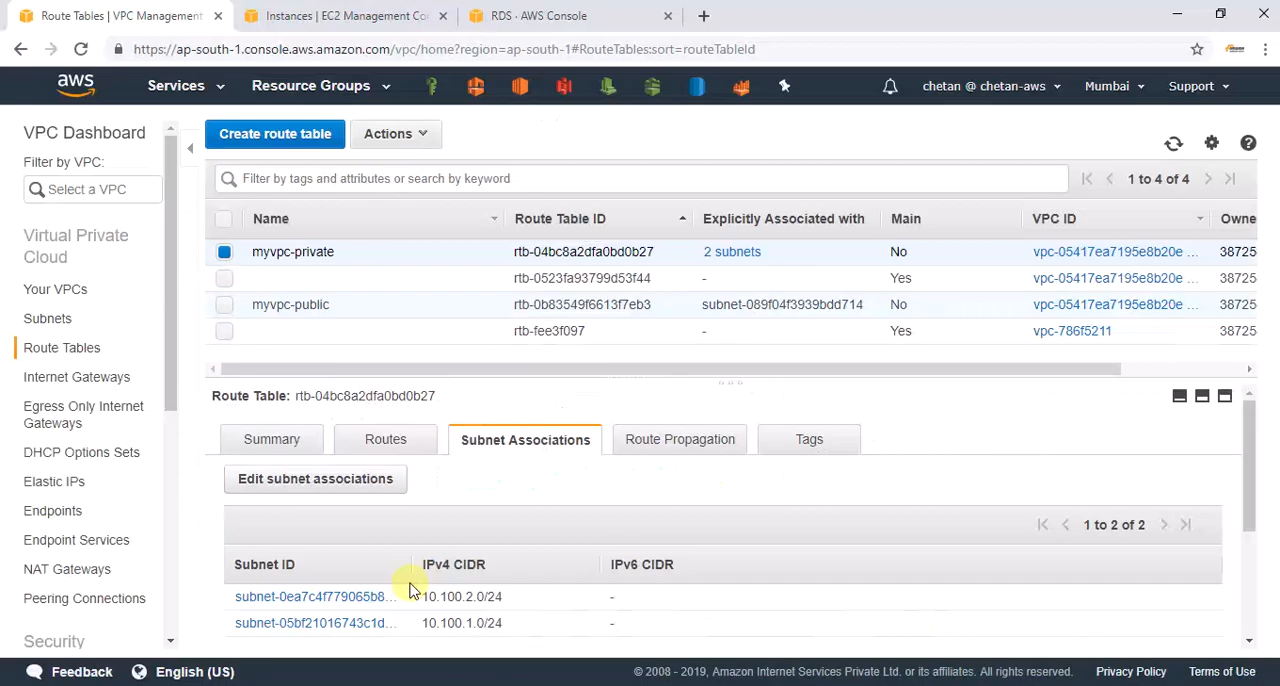 Route Tables | VPC Management
Instances | EC2 Management Co
RDS · AWS Console
https://ap-south-1.console.aws.amazon.com/vpc/home?region=ap-south-1#RouteTables:sort=routeTableId
aws Services Resource Groups chetan @ chetan-aws Mumbai Support
VPC Dashboard
Filter by VPC:
Select a VPC
Virtual Private
Cloud
Your VPCs
Subnets
Route Tables
Internet Gateways
Egress Only Internet
Gateways
DHCP Options Sets
Elastic IPs
Endpoints
Endpoint Services
NAT Gateways
Peering Connections
Security
Create route table Actions
Filter by tags and attributes or search by keyword 1 to 4 of 4
Name Route Table ID Explicitly Associated with Main VPC ID Owne
myvpc-private rtb-04bc8a2dfa0bd0b27 2 subnets No vpc-05417ea7195e8b20e ... 38725
rtb-0523fa93799d53f44 - Yes vpc-05417ea7195e8b20e ... 38725
myvpc-public rtb-0b83549f6613f7eb3 subnet-089f04f3939bdd714 No vpc-05417ea7195e8b20e ... 38725
rtb-fee3f097 - Yes vpc-786f5211 38725
Route Table: rtb-04bc8a2dfa0bd0b27
Summary Routes Subnet Associations Route Propagation Tags
Edit subnet associations
1 to 2 of 2
Subnet ID IPv4 CIDR IPv6 CIDR
subnet-0ea7c4f779065b8... 10.100.2.0/24 -
subnet-05bf21016743c1d... 10.100.1.0/24 -
Feedback English (US) © 2008 - 2019, Amazon Internet Services Private Ltd. or its affiliates. All rights reserved. Privacy Policy Terms of Use